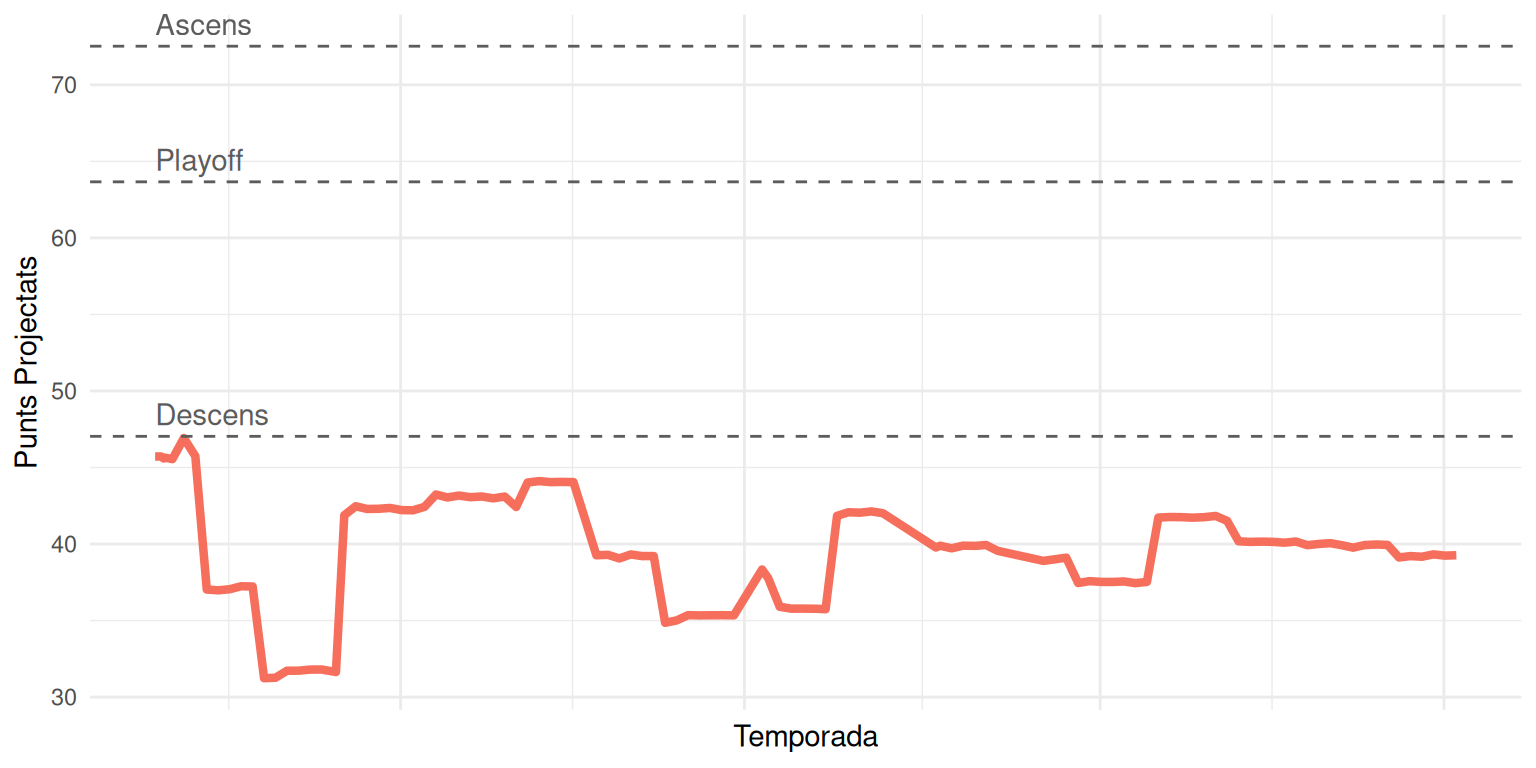 Ascens
70
Playoff
60
Punts Projectats
50
Descens
40
30
Temporada